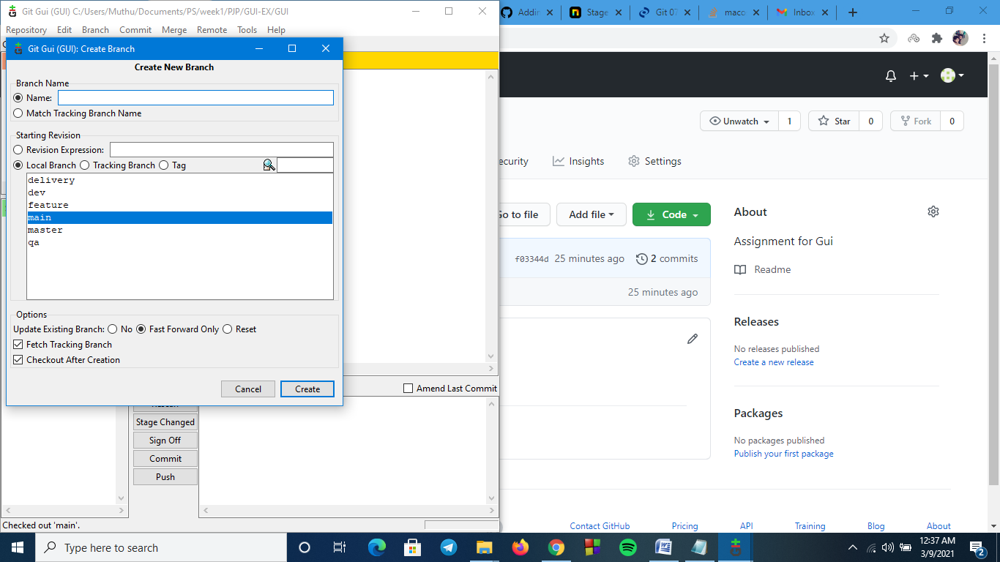 Git Gui (GUI) C:/Users/Muthu/Documents/PS/week1/PJP/GUI-EX/GUI
Repository Edit Branch Commit Merge Remote Tools Help
Git Gui (GUI): Create Branch
Create New Branch
Branch Name
Name:
Match Tracking Branch Name
Starting Revision
Revision Expression:
Local Branch Tracking Branch Tag
delivery
dev
feature
main
master
qa
Options
Update Existing Branch: No Fast Forward Only Reset
Fetch Tracking Branch
Checkout After Creation
Cancel Create
Amend Last Commit
Stage Changed
Sign Off
Commit
Push
Checked out 'main'.
Addin Stage Git 07 maco Inbox
Unwatch 1 Star 0 Fork 0
ecurity Insights Settings
Go to file Add file Code
f03344d 25 minutes ago 2 commits
25 minutes ago
About
Assignment for Gui
Readme
Releases
No releases published
Create a new release
Packages
No packages published
Publish your first package
Contact GitHub Pricing API Training Blog About
Type here to search
12:37 AM
3/9/2021
2